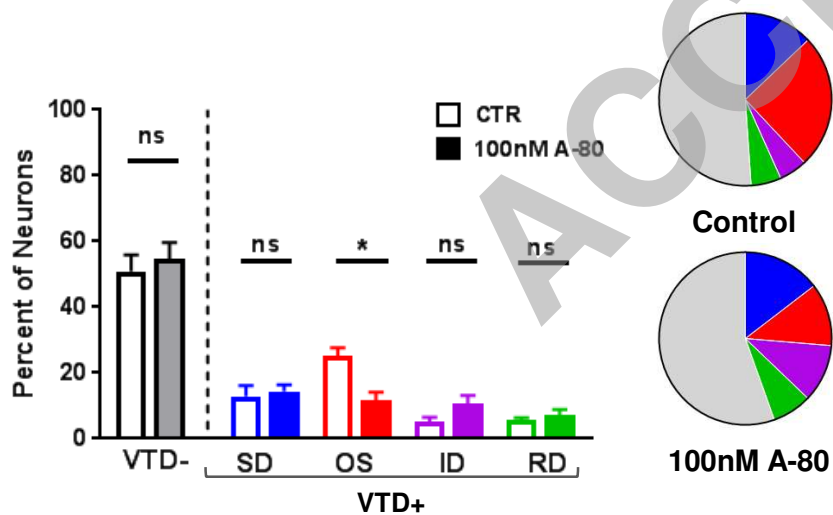 100
80
60
40
20
0
Percent of Neurons
ns
ns
*
ns
ns
CTR
100nM A-80
VTD-
SD
OS
ID
RD
VTD+
Control
100nM A-80
ACC